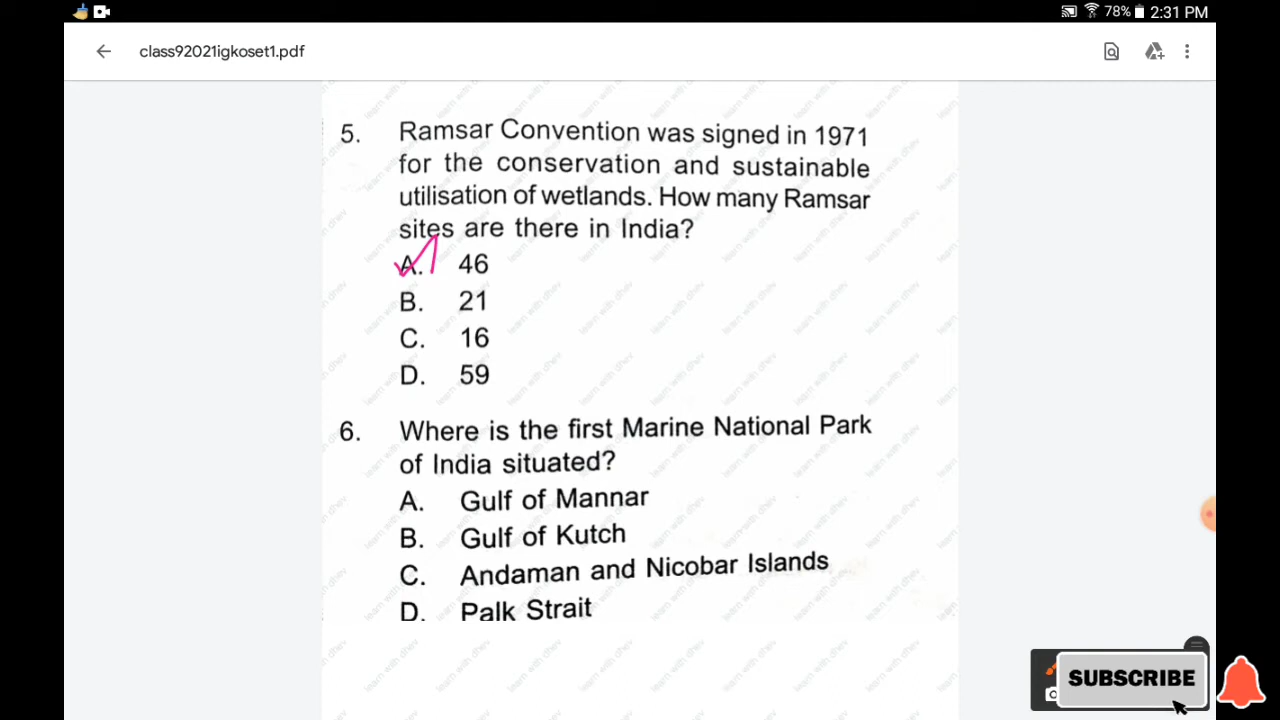 78% 2:31 PM
class92021igkoset1.pdf
5. Ramsar Convention was signed in 1971
for the conservation and sustainable
utilisation of wetlands. How many Ramsar
sites are there in India?
A. 46
B. 21
C. 16
D. 59
6. Where is the first Marine National Park
of India situated?
A. Gulf of Mannar
B. Gulf of Kutch
C. Andaman and Nicobar Islands
D. Palk Strait
learn with dhev
SUBSCRIBE